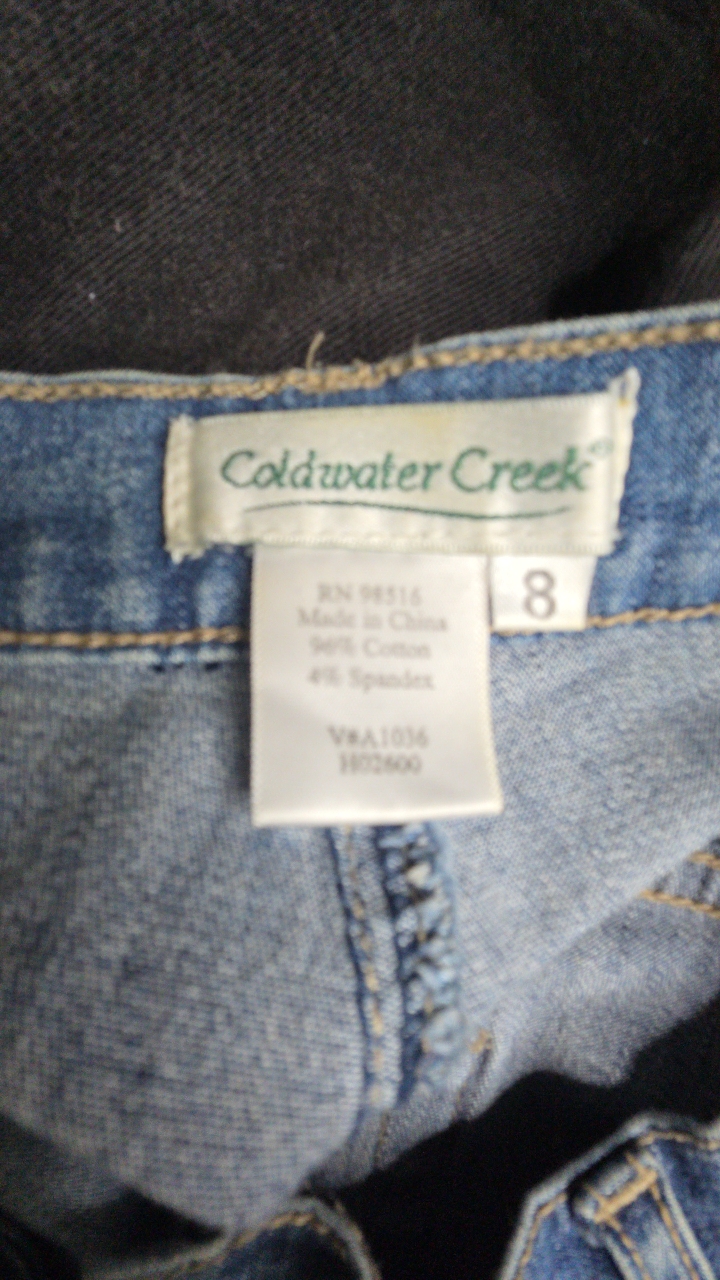 Coldwater Creek®
8
RN 98516
Made in China
96% Cotton
4% Spandex
V#A1036
H02600